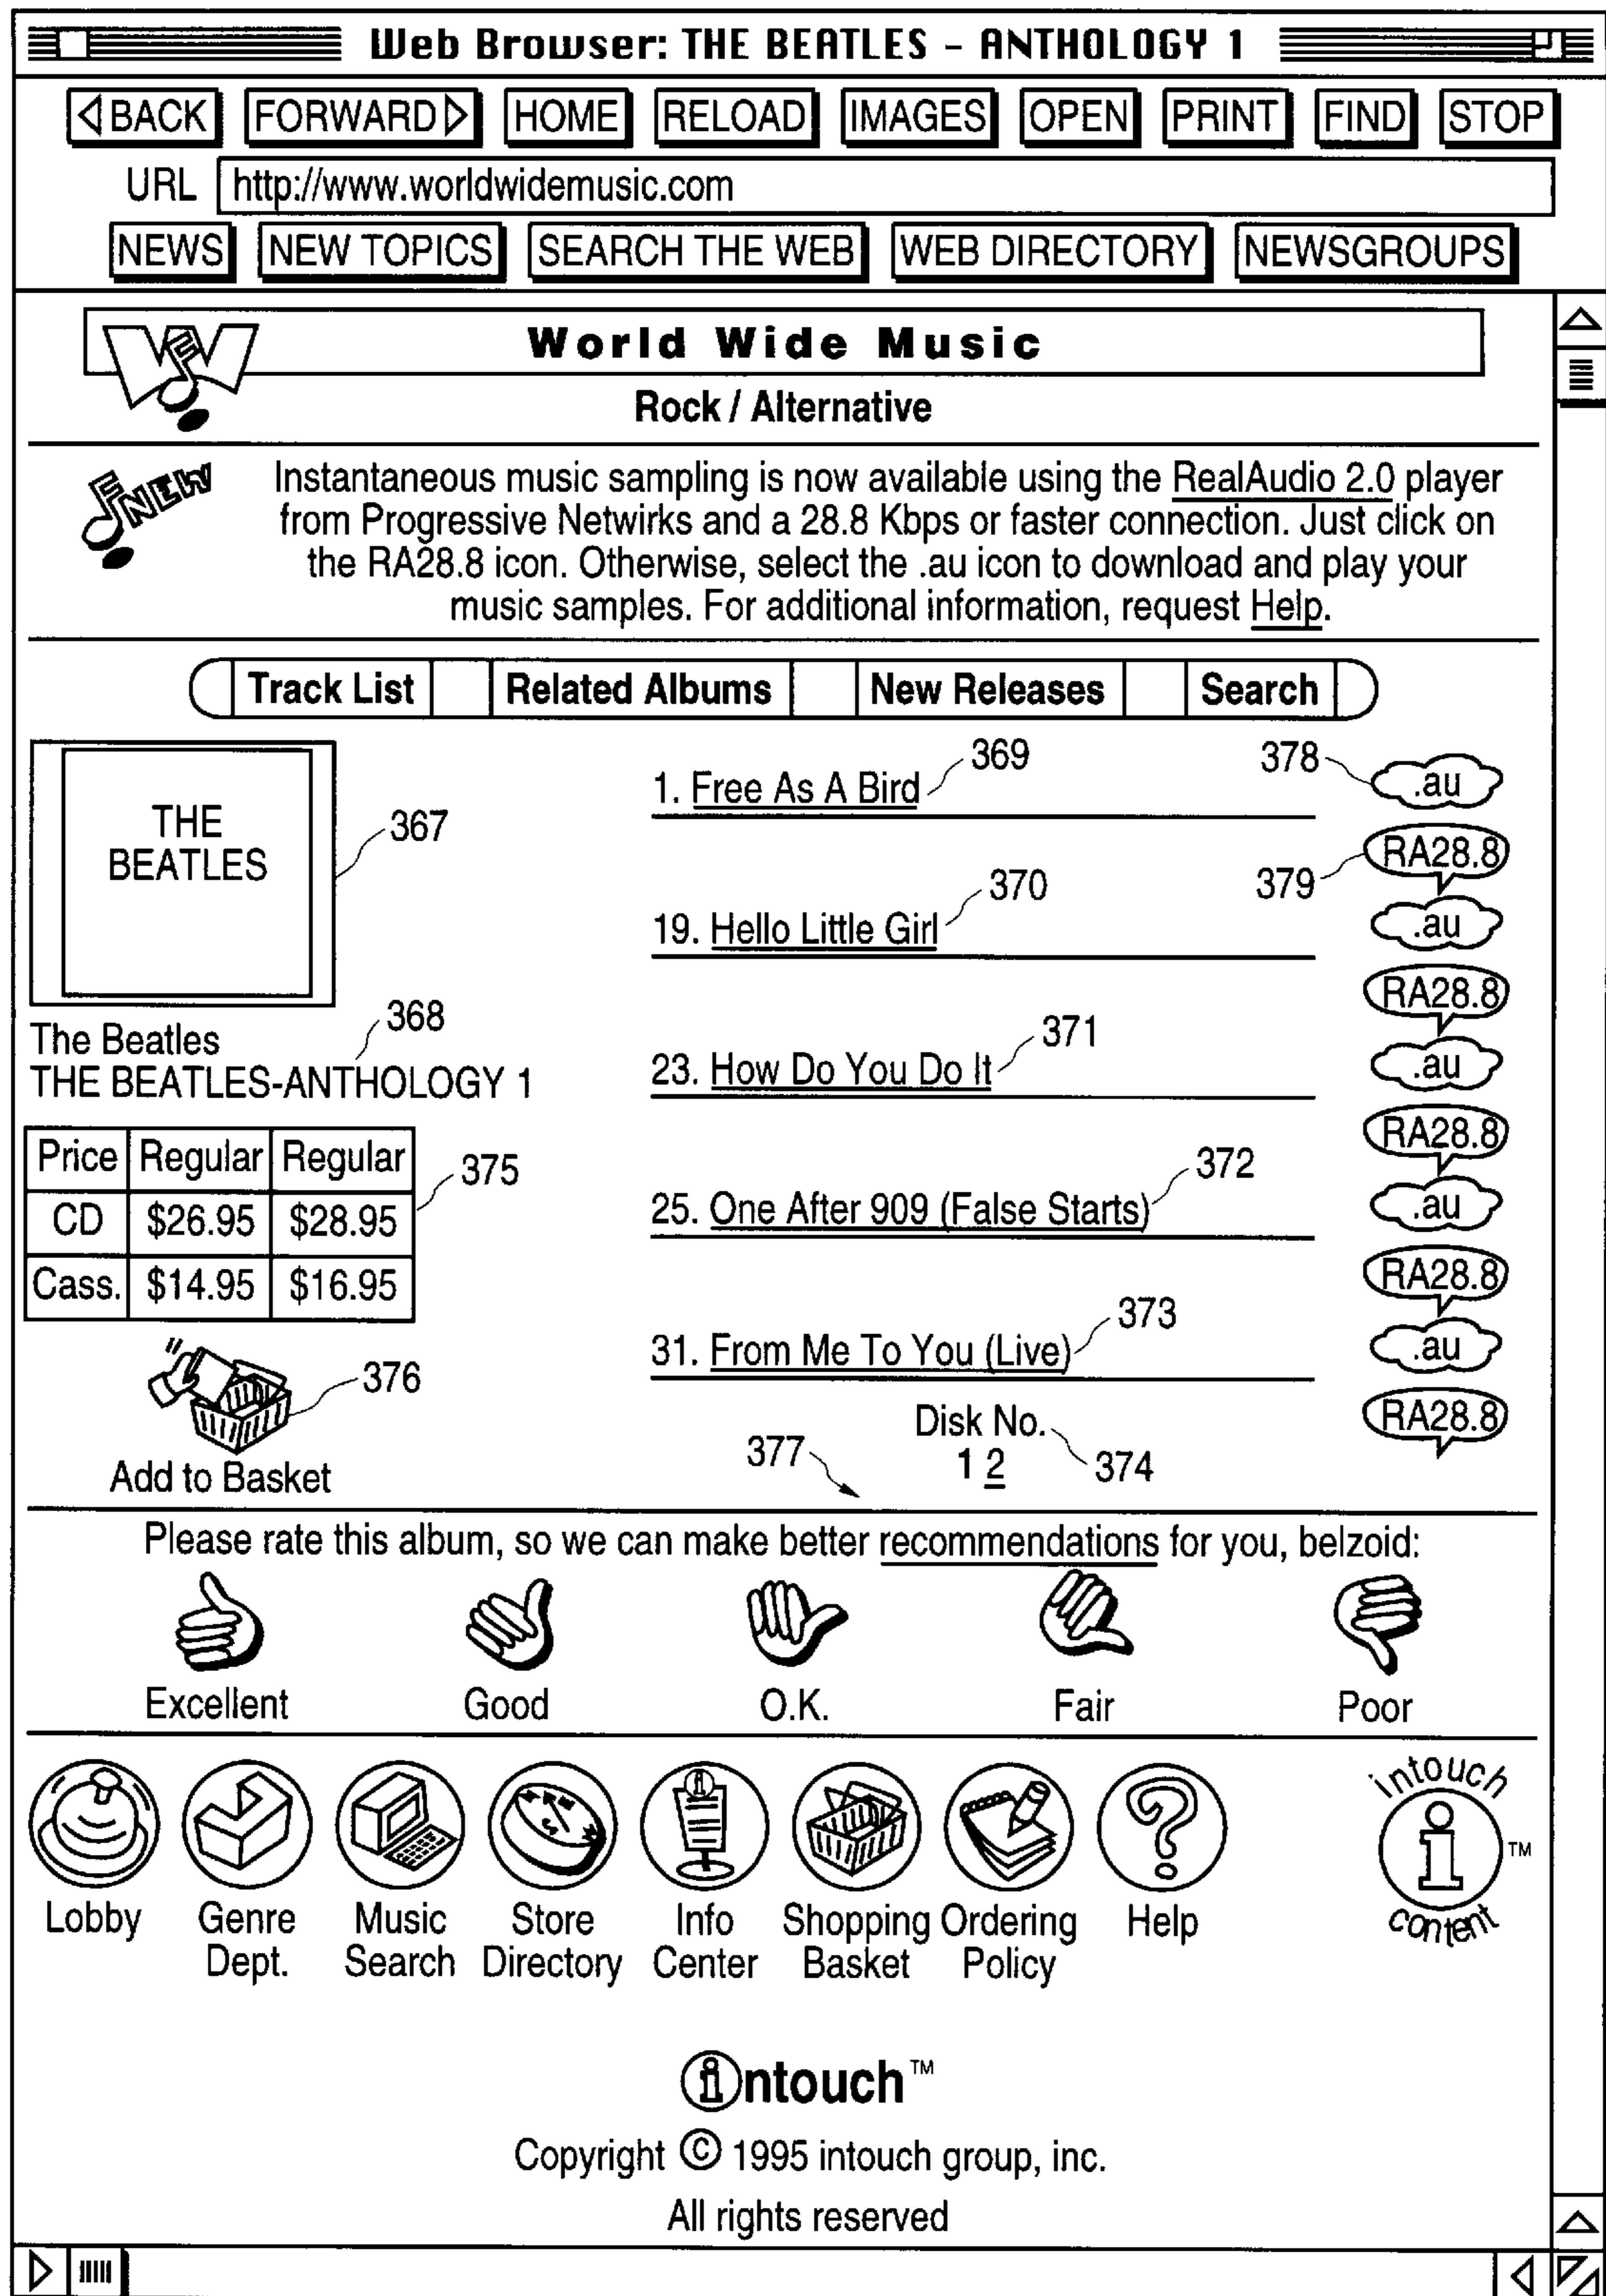 Web Browser: THE BEATLES - ANTHOLOGY 1
BACK FORWARD HOME RELOAD IMAGES OPEN PRINT FIND STOP
URL http://www.worldwidemusic.com
NEWS NEW TOPICS SEARCH THE WEB WEB DIRECTORY NEWSGROUPS
World Wide Music
Rock / Alternative
NEW
Instantaneous music sampling is now available using the RealAudio 2.0 player
from Progressive Netwirks and a 28.8 Kbps or faster connection. Just click on
the RA28.8 icon. Otherwise, select the .au icon to download and play your
music samples. For additional information, request Help.
Track List Related Albums New Releases Search
THE
BEATLES
367
The Beatles
368
THE BEATLES-ANTHOLOGY 1
Price Regular Regular
375
CD $26.95 $28.95
Cass. $14.95 $16.95
376
Add to Basket
1. Free As A Bird 369 378 .au
379 RA28.8
19. Hello Little Girl 370 .au
RA28.8
23. How Do You Do It 371 .au
RA28.8
25. One After 909 (False Starts) 372 .au
RA28.8
31. From Me To You (Live) 373 .au
RA28.8
Disk No.
1 2 374
377
Please rate this album, so we can make better recommendations for you, belzoid:
Excellent Good O.K. Fair Poor
Lobby
Genre
Dept.
Music
Search
Store
Directory
Info
Center
Shopping
Basket
Ordering
Policy
Help
intouch
i TM
content
intouch™
Copyright © 1995 intouch group, inc.
All rights reserved